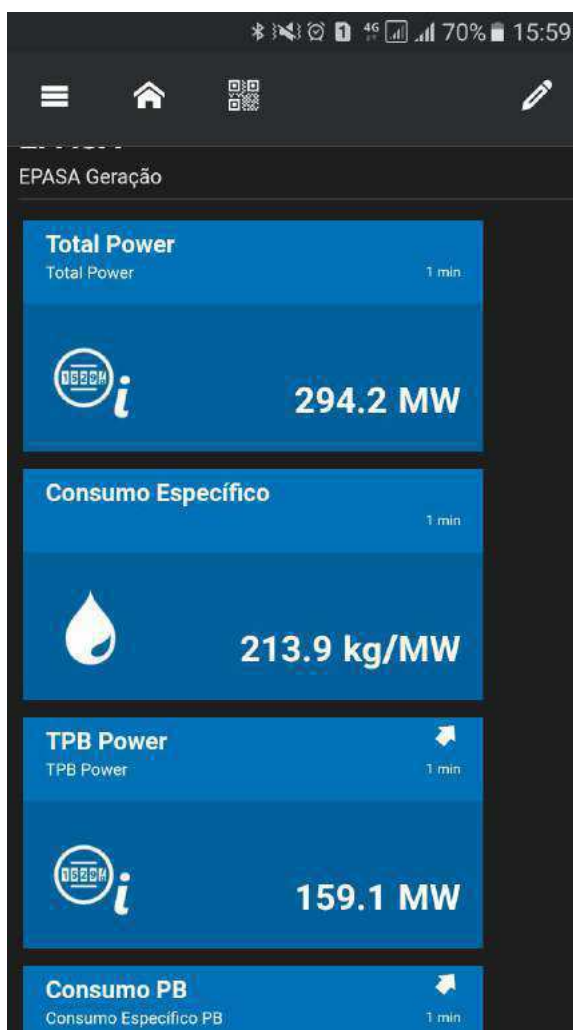 4G 70% 15:59
EPASA Geração
Total Power
Total Power 1 min
294.2 MW
Consumo Específico
1 min
213.9 kg/MW
TPB Power
TPB Power 1 min
159.1 MW
Consumo PB
Consumo Específico PB 1 min